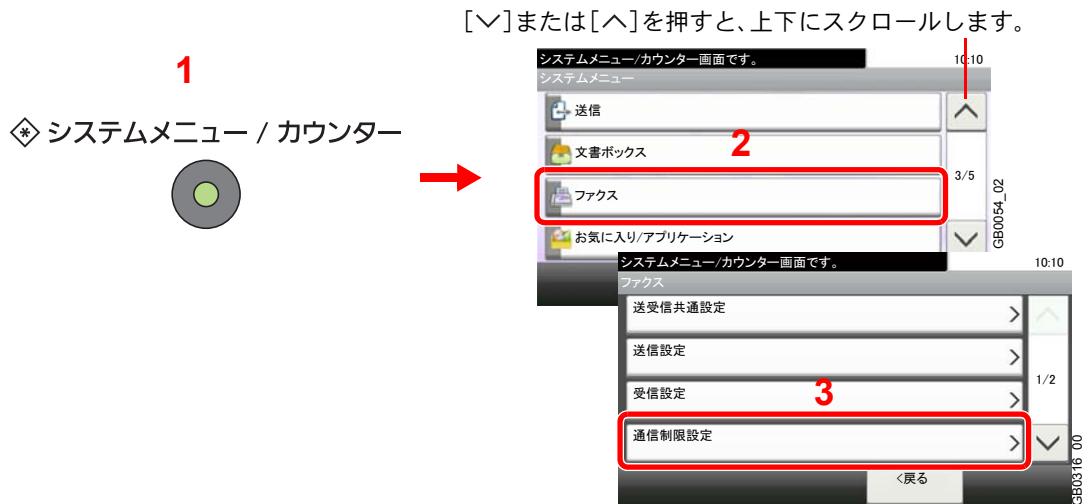 [∨]または[∧]を押すと、上下にスクロールします。
1
システムメニュー / カウンター
システムメニュー/カウンター画面です。
10:10
システムメニュー
送信
文書ボックス
2
ファクス
3/5
お気に入り/アプリケーション
GB0054_02
システムメニュー/カウンター画面です。
10:10
ファクス
送受信共通設定
送信設定
1/2
受信設定
3
通信制限設定
<戻る
GB0316_00